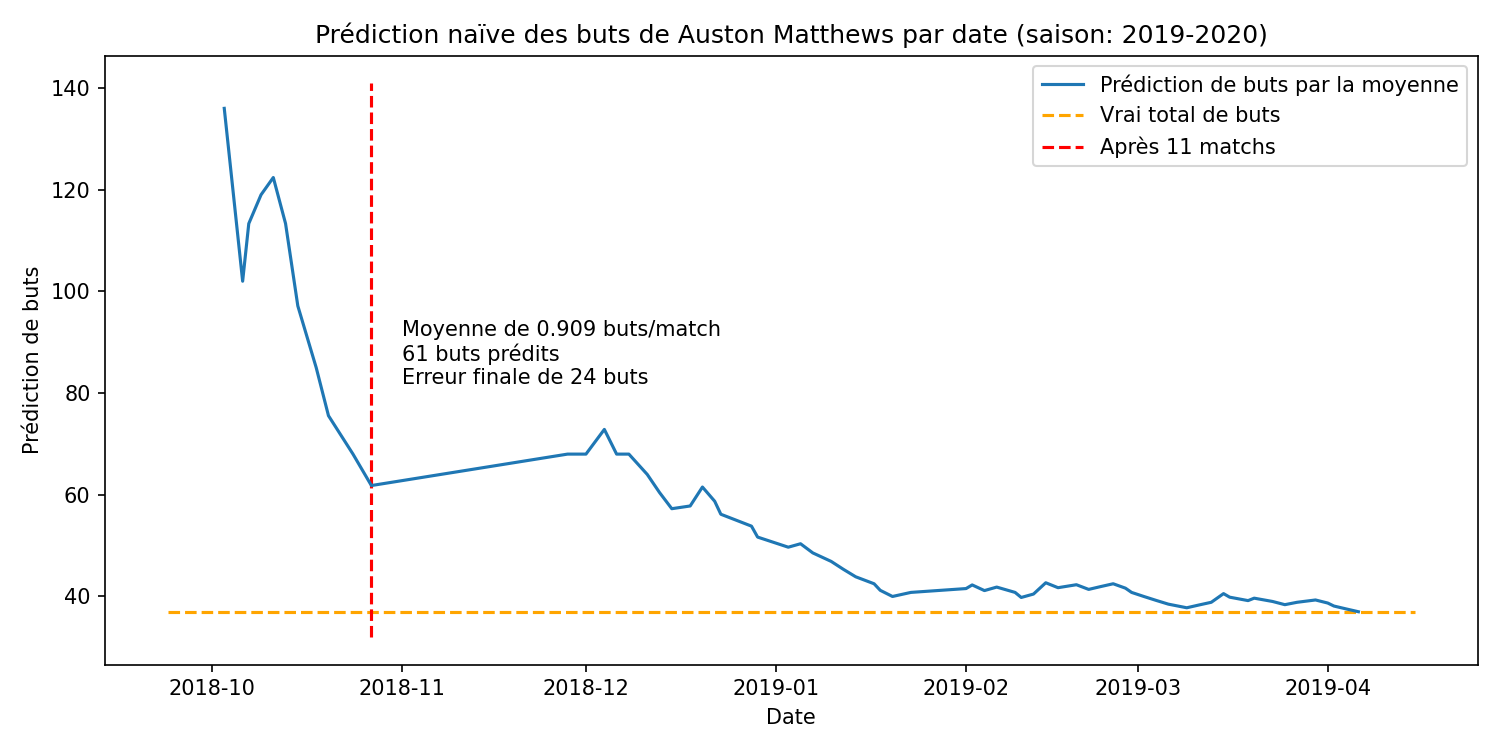 Prédiction naïve des buts de Auston Matthews par date (saison: 2019-2020)
Prédiction de buts par la moyenne
Vrai total de buts
Après 11 matchs
Prédiction de buts
140
120
100
80
60
40
Moyenne de 0.909 buts/match
61 buts prédits
Erreur finale de 24 buts
2018-10
2018-11
2018-12
2019-01
2019-02
2019-03
2019-04
Date